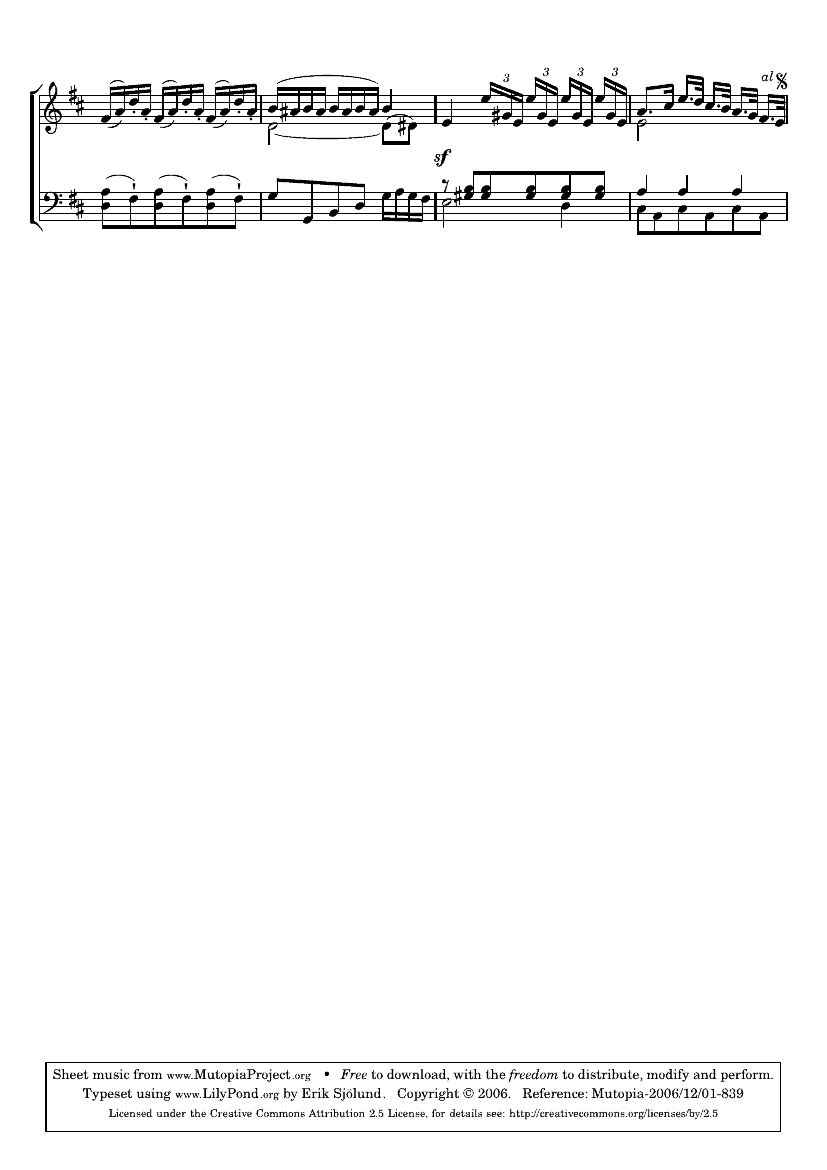 3 3 3 3 al
sf
Sheet music from www.MutopiaProject.org • Free to download, with the freedom to distribute, modify and perform.
Typeset using www.LilyPond.org by Erik Sjölund. Copyright © 2006. Reference: Mutopia-2006/12/01-839
Licensed under the Creative Commons Attribution 2.5 License, for details see: http://creativecommons.org/licenses/by/2.5